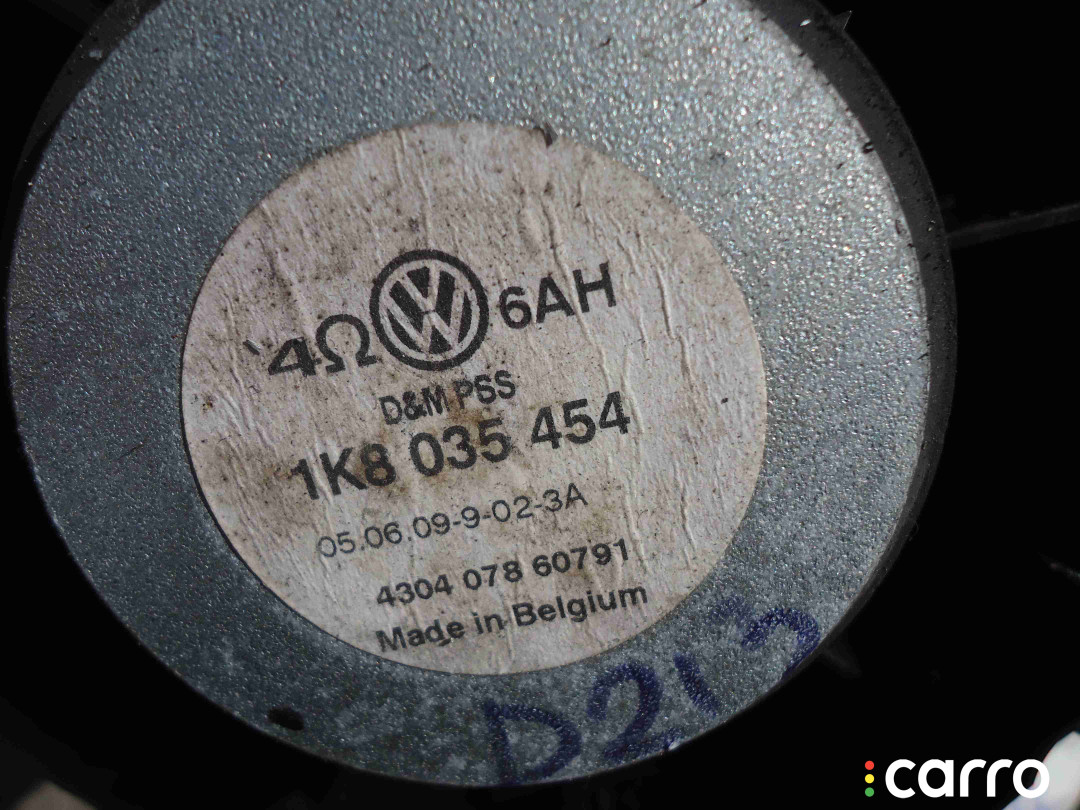 4Ω VW 6AH
D&M PSS
1K8 035 454
05.06.09-9-02-3A
4304 078 60791
Made in Belgium
D213
carro